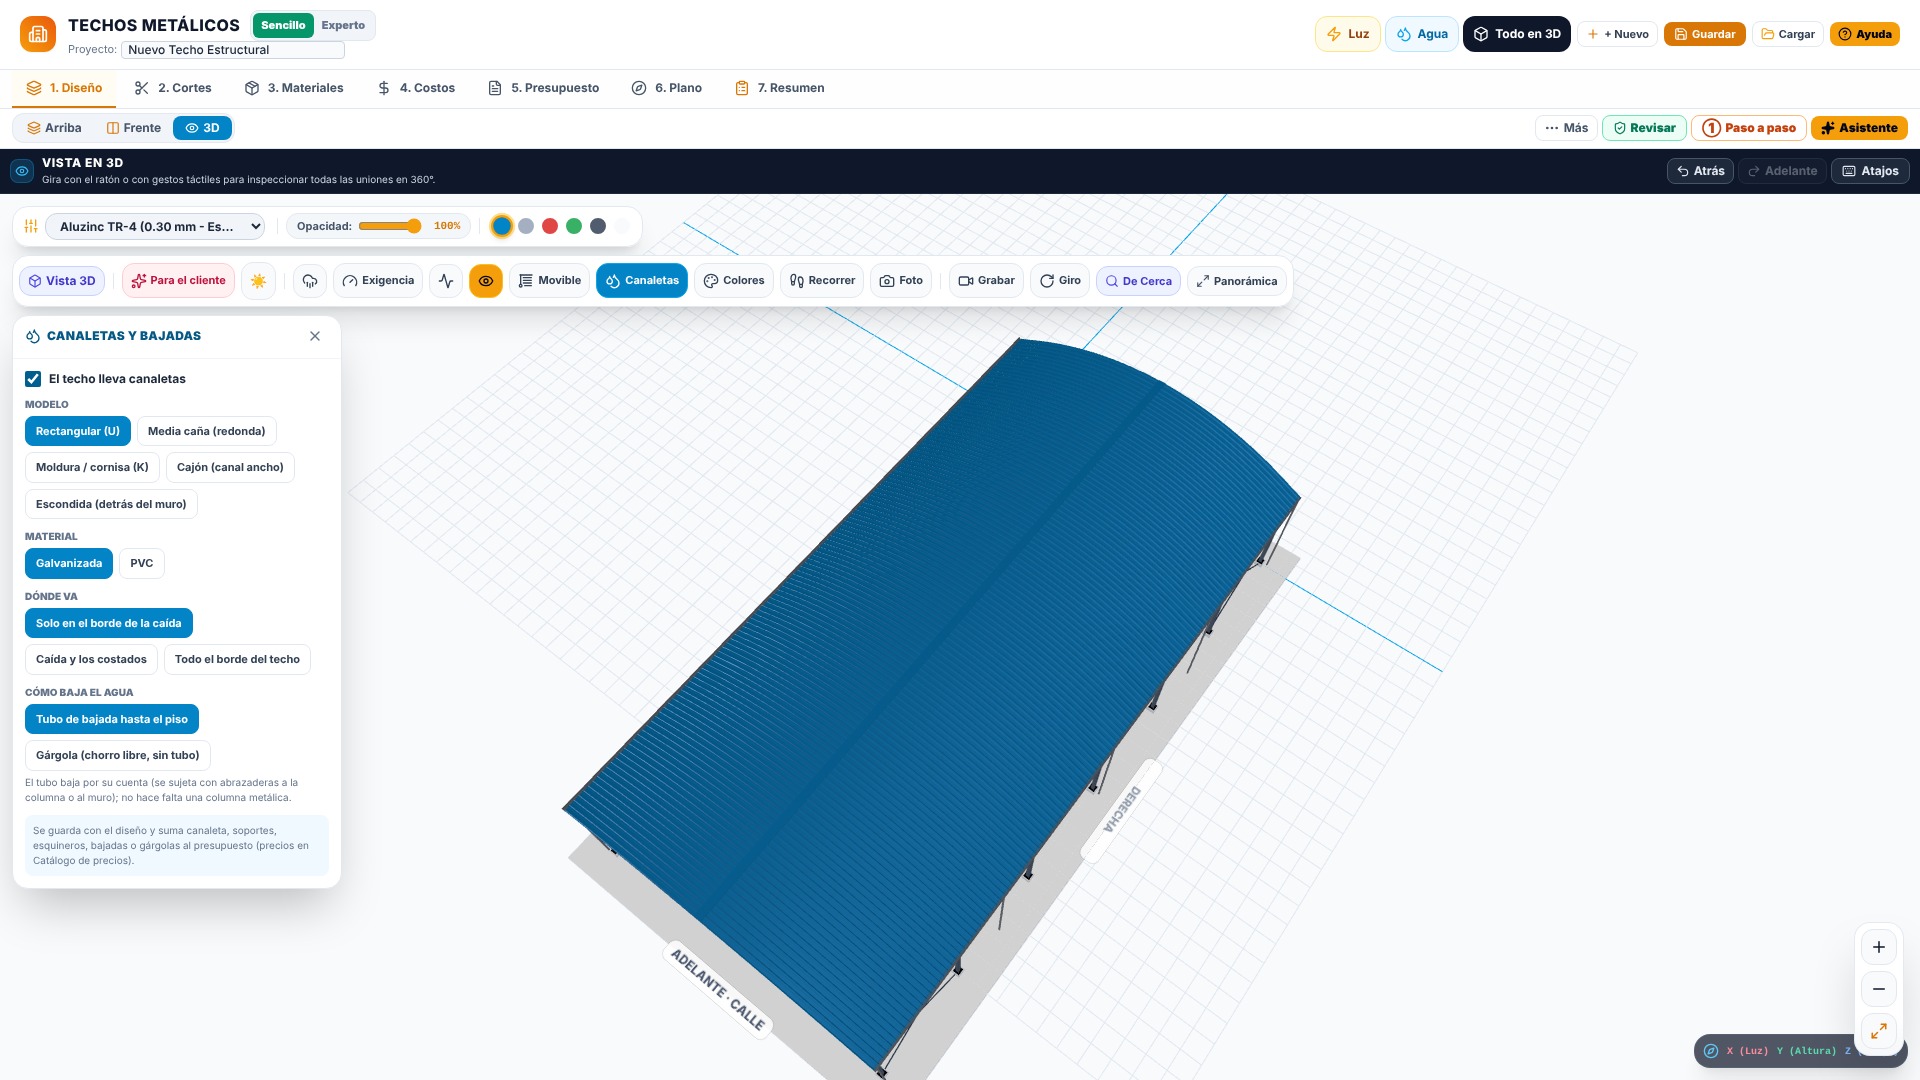 TECHOS METÁLICOS
Sencillo
Experto
Proyecto:
Nuevo Techo Estructural
Luz
Agua
Todo en 3D
+ Nuevo
Guardar
Cargar
Ayuda
1. Diseño
2. Cortes
3. Materiales
4. Costos
5. Presupuesto
6. Plano
7. Resumen
Arriba
Frente
3D
Más
Revisar
1 Paso a paso
Asistente
VISTA EN 3D
Gira con el ratón o con gestos táctiles para inspeccionar todas las uniones en 360°.
Atrás
Adelante
Atajos
Aluzinc TR-4 (0.30 mm - Es...
Opacidad:
100%
Vista 3D
Para el cliente
Exigencia
Movible
Canaletas
Colores
Recorrer
Foto
Grabar
Giro
De Cerca
Panorámica
CANALETAS Y BAJADAS
El techo lleva canaletas
MODELO
Rectangular (U)
Media caña (redonda)
Moldura / cornisa (K)
Cajón (canal ancho)
Escondida (detrás del muro)
MATERIAL
Galvanizada
PVC
DÓNDE VA
Solo en el borde de la caída
Caída y los costados
Todo el borde del techo
CÓMO BAJA EL AGUA
Tubo de bajada hasta el piso
Gárgola (chorro libre, sin tubo)
El tubo baja por su cuenta (se sujeta con abrazaderas a la
columna o al muro); no hace falta una columna metálica.
Se guarda con el diseño y suma canaleta, soportes,
esquineros, bajadas o gárgolas al presupuesto (precios en
Catálogo de precios).
DERECHA
ADELANTE · CALLE
X (Luz)
Y (Altura)
Z